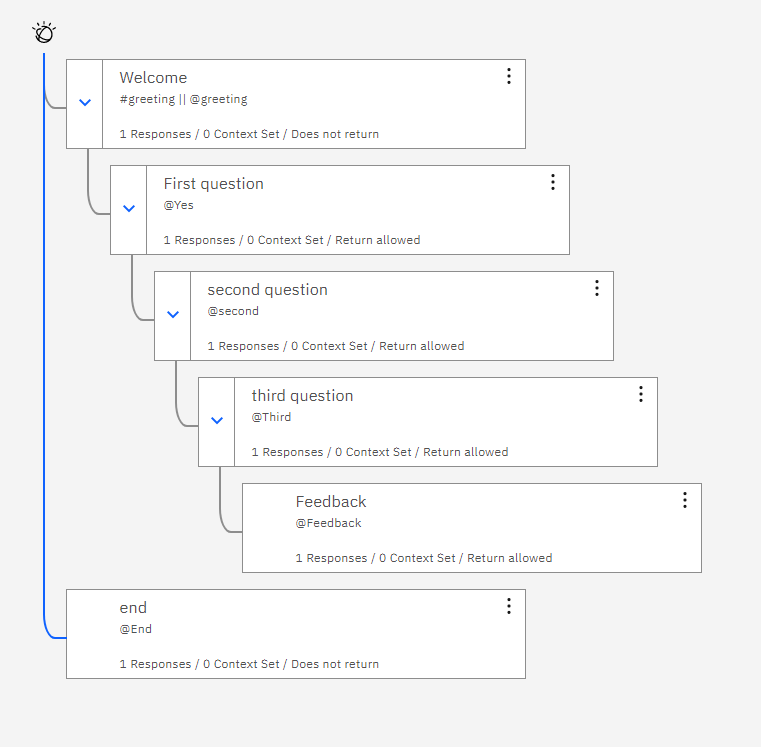 Welcome
#greeting || @greeting
1 Responses / 0 Context Set / Does not return
First question
@Yes
1 Responses / 0 Context Set / Return allowed
second question
@second
1 Responses / 0 Context Set / Return allowed
third question
@Third
1 Responses / 0 Context Set / Return allowed
Feedback
@Feedback
1 Responses / 0 Context Set / Return allowed
end
@End
1 Responses / 0 Context Set / Does not return